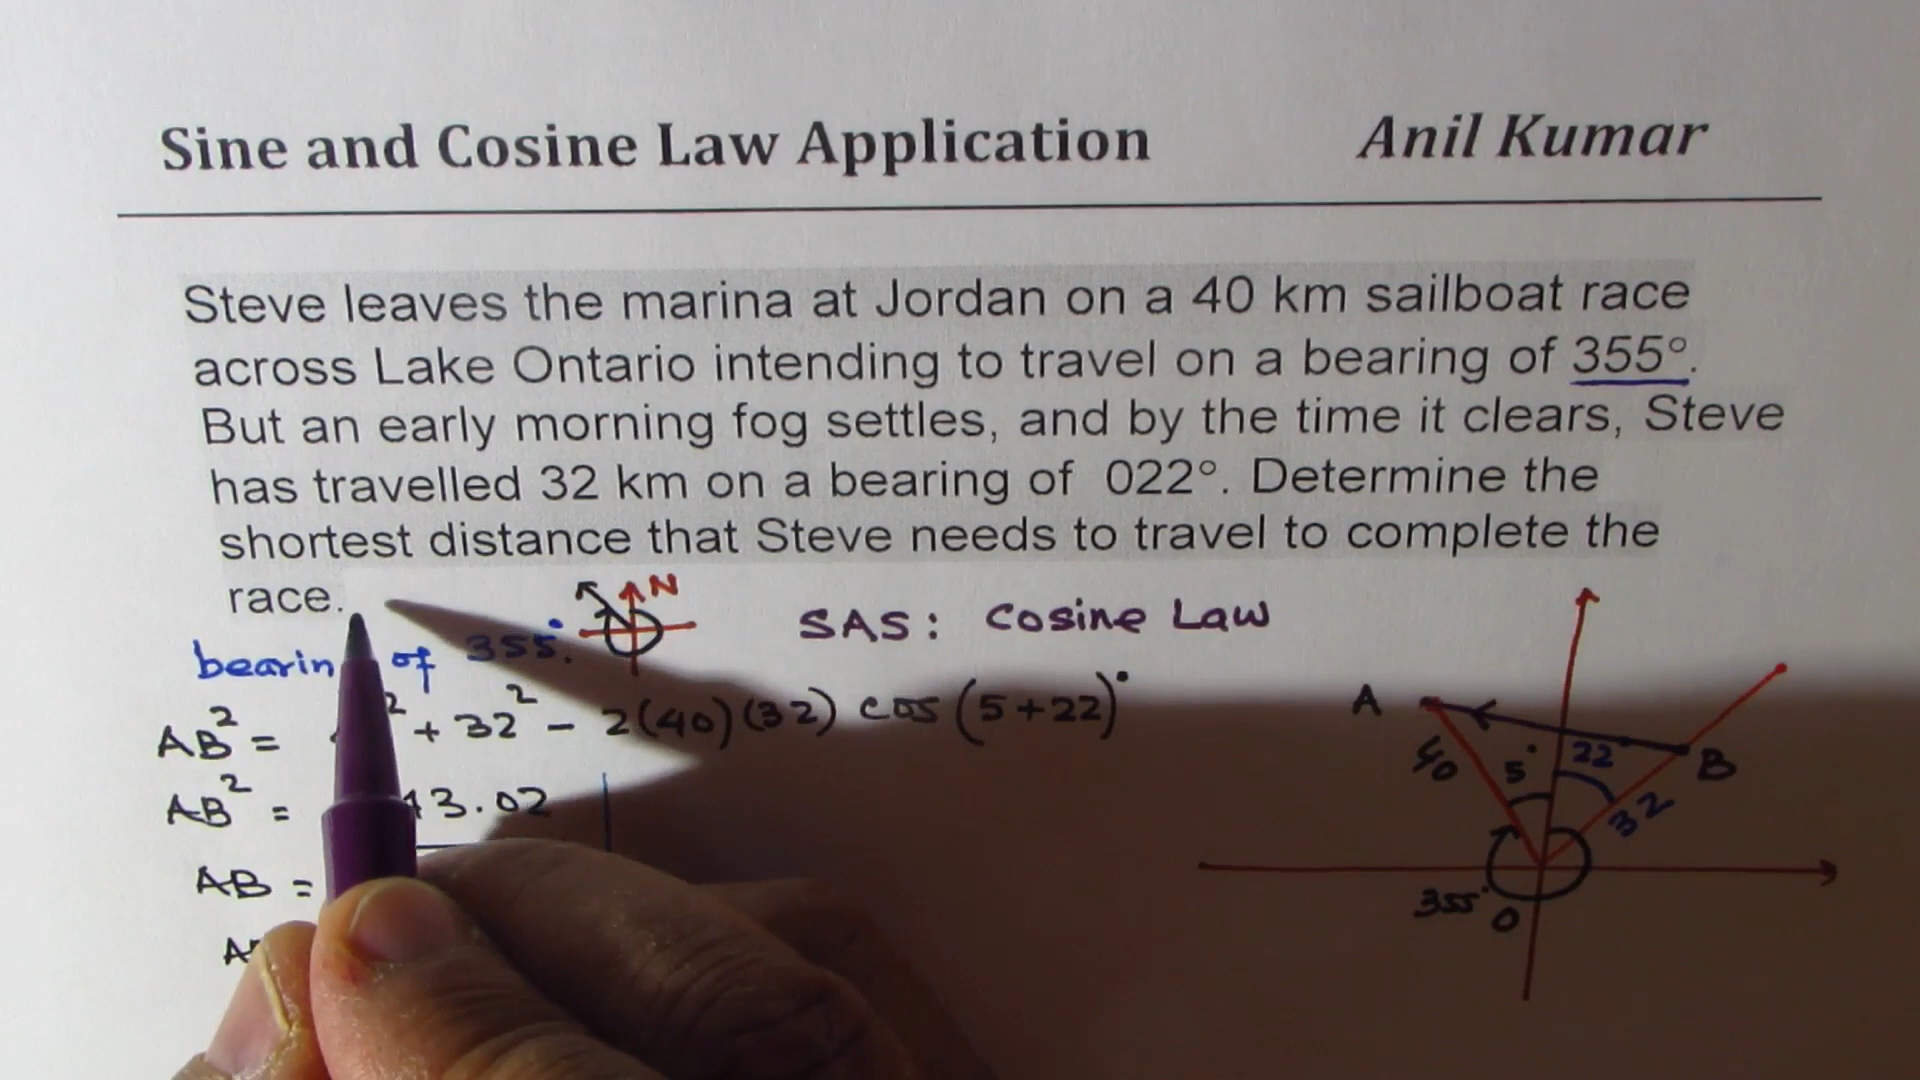 Sine and Cosine Law Application Anil Kumar
Steve leaves the marina at Jordan on a 40 km sailboat race
across Lake Ontario intending to travel on a bearing of 355°.
But an early morning fog settles, and by the time it clears, Steve
has travelled 32 km on a bearing of 022°. Determine the
shortest distance that Steve needs to travel to complete the
race.
N
SAS: Cosine Law
of 355°.
AB² = ² + 32² - 2(40)(32) cos(5+22)°
AB² = 43.02
AB =
A 40 5° 22 B
32
355° O